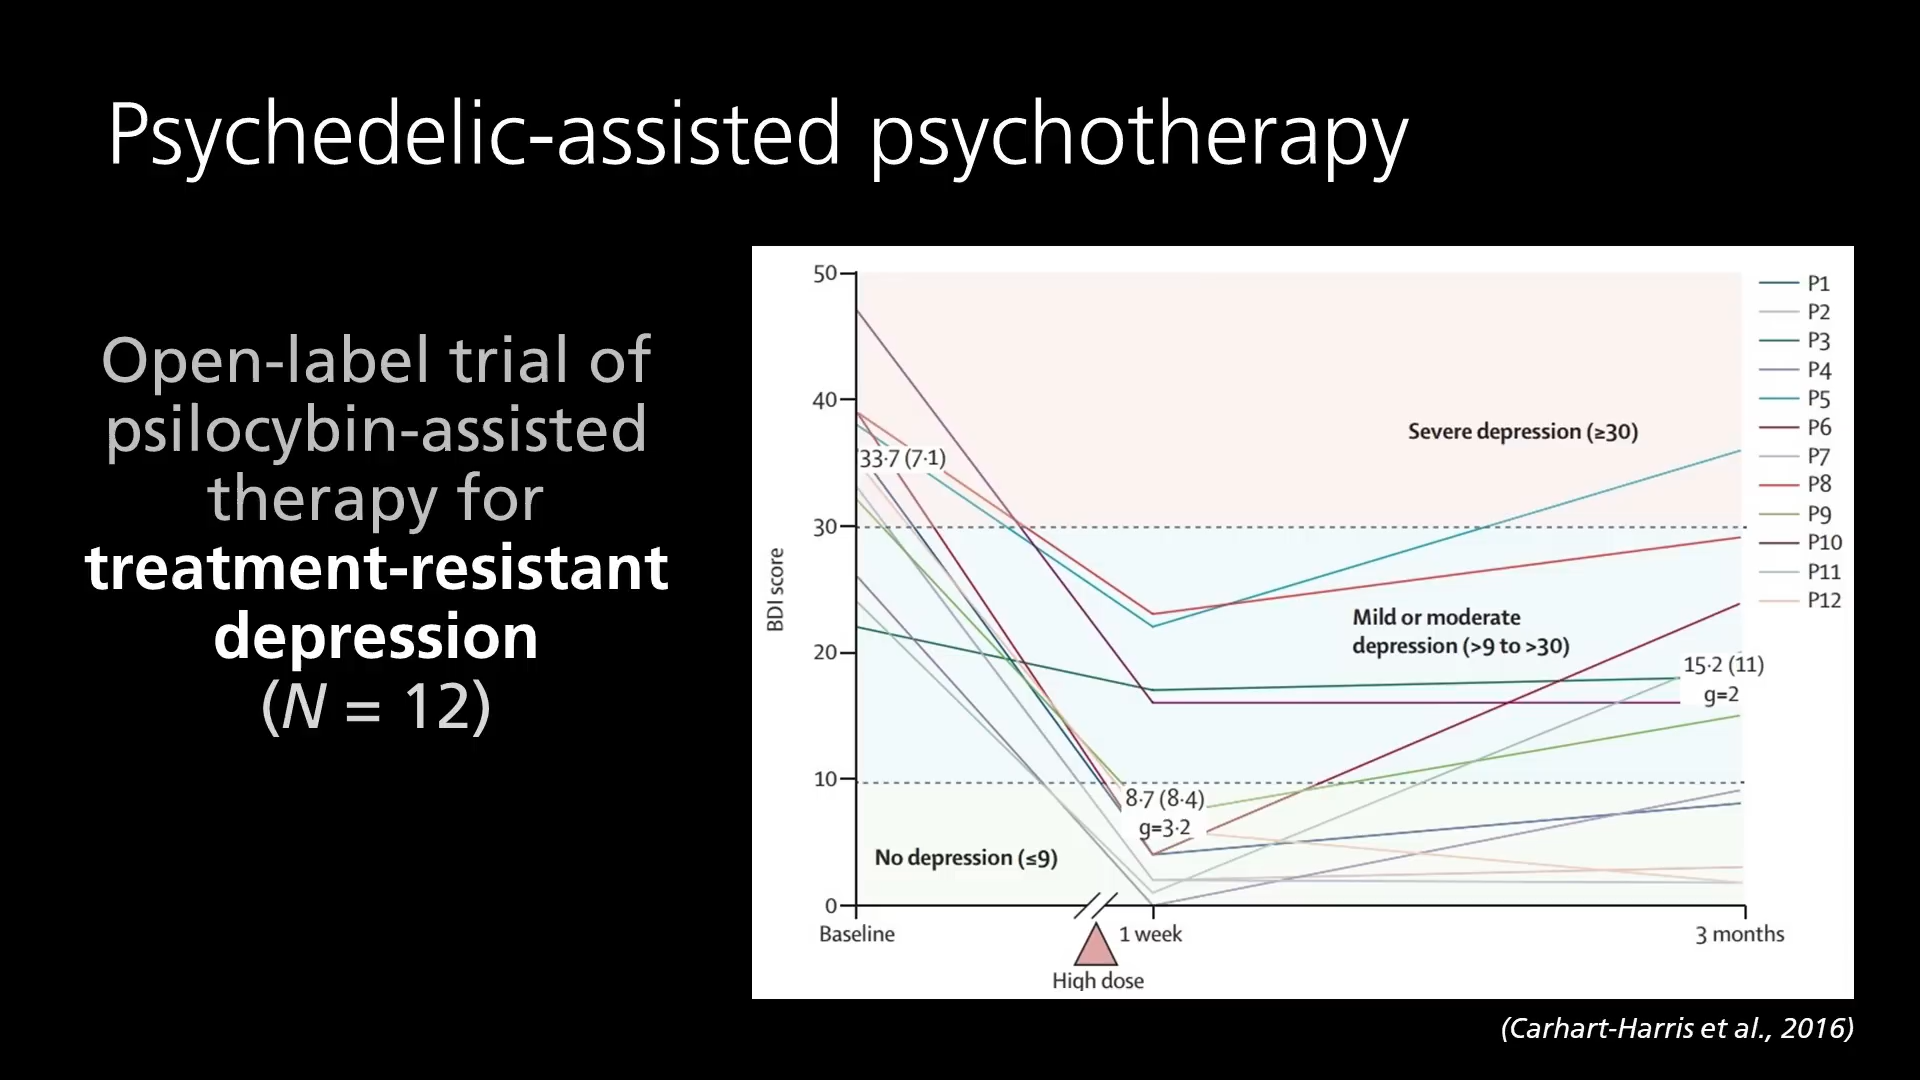 Psychedelic-assisted psychotherapy
Open-label trial of
psilocybin-assisted
therapy for
treatment-resistant
depression
(N = 12)
50
40
30
20
10
0
BDI score
33·7 (7·1)
Severe depression (≥30)
Mild or moderate
depression (>9 to >30)
15·2 (11)
g=2
8·7 (8·4)
g=3·2
No depression (≤9)
Baseline
1 week
3 months
High dose
P1
P2
P3
P4
P5
P6
P7
P8
P9
P10
P11
P12
(Carhart-Harris et al., 2016)